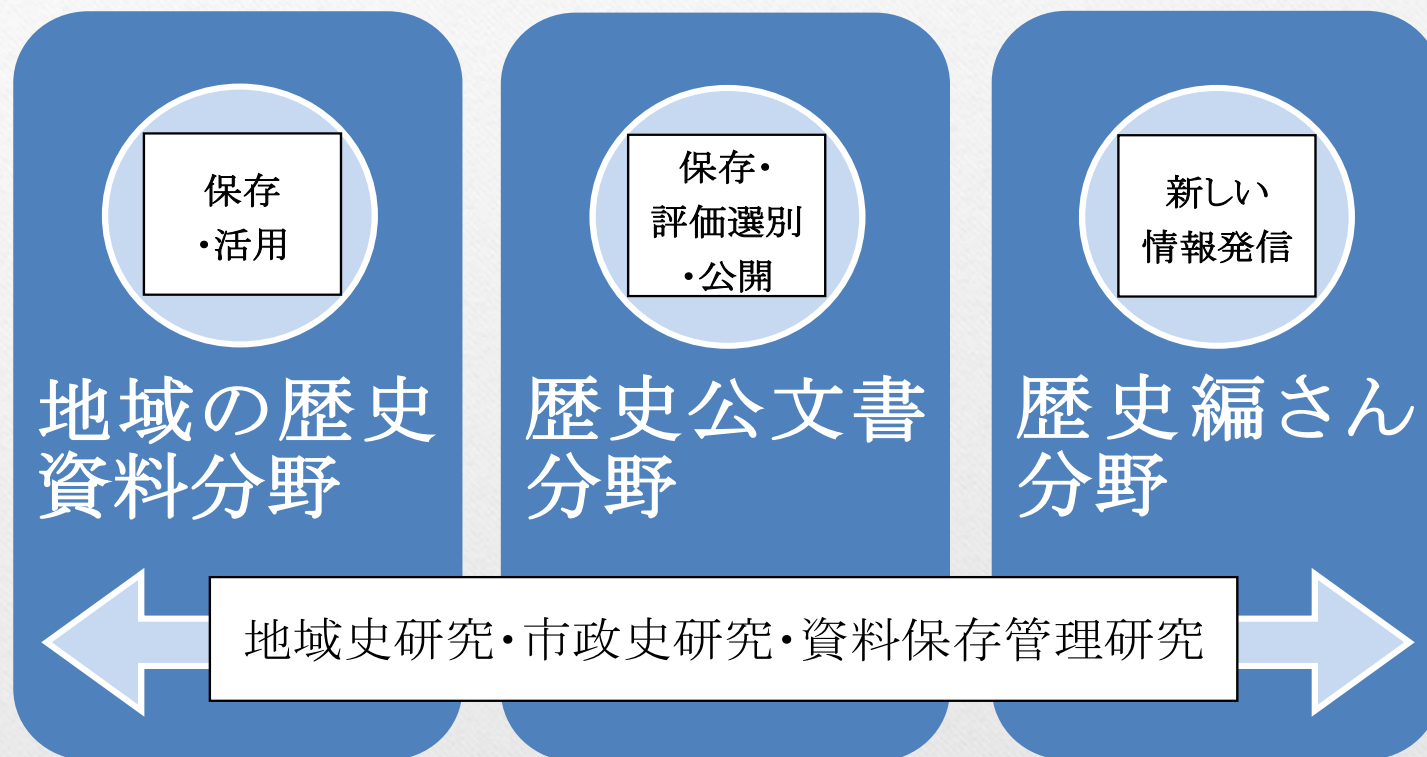 保存
・活用
地域の歴史
資料分野
保存・
評価選別
・公開
歴史公文書
分野
新しい
情報発信
歴史編さん
分野
地域史研究・市政史研究・資料保存管理研究